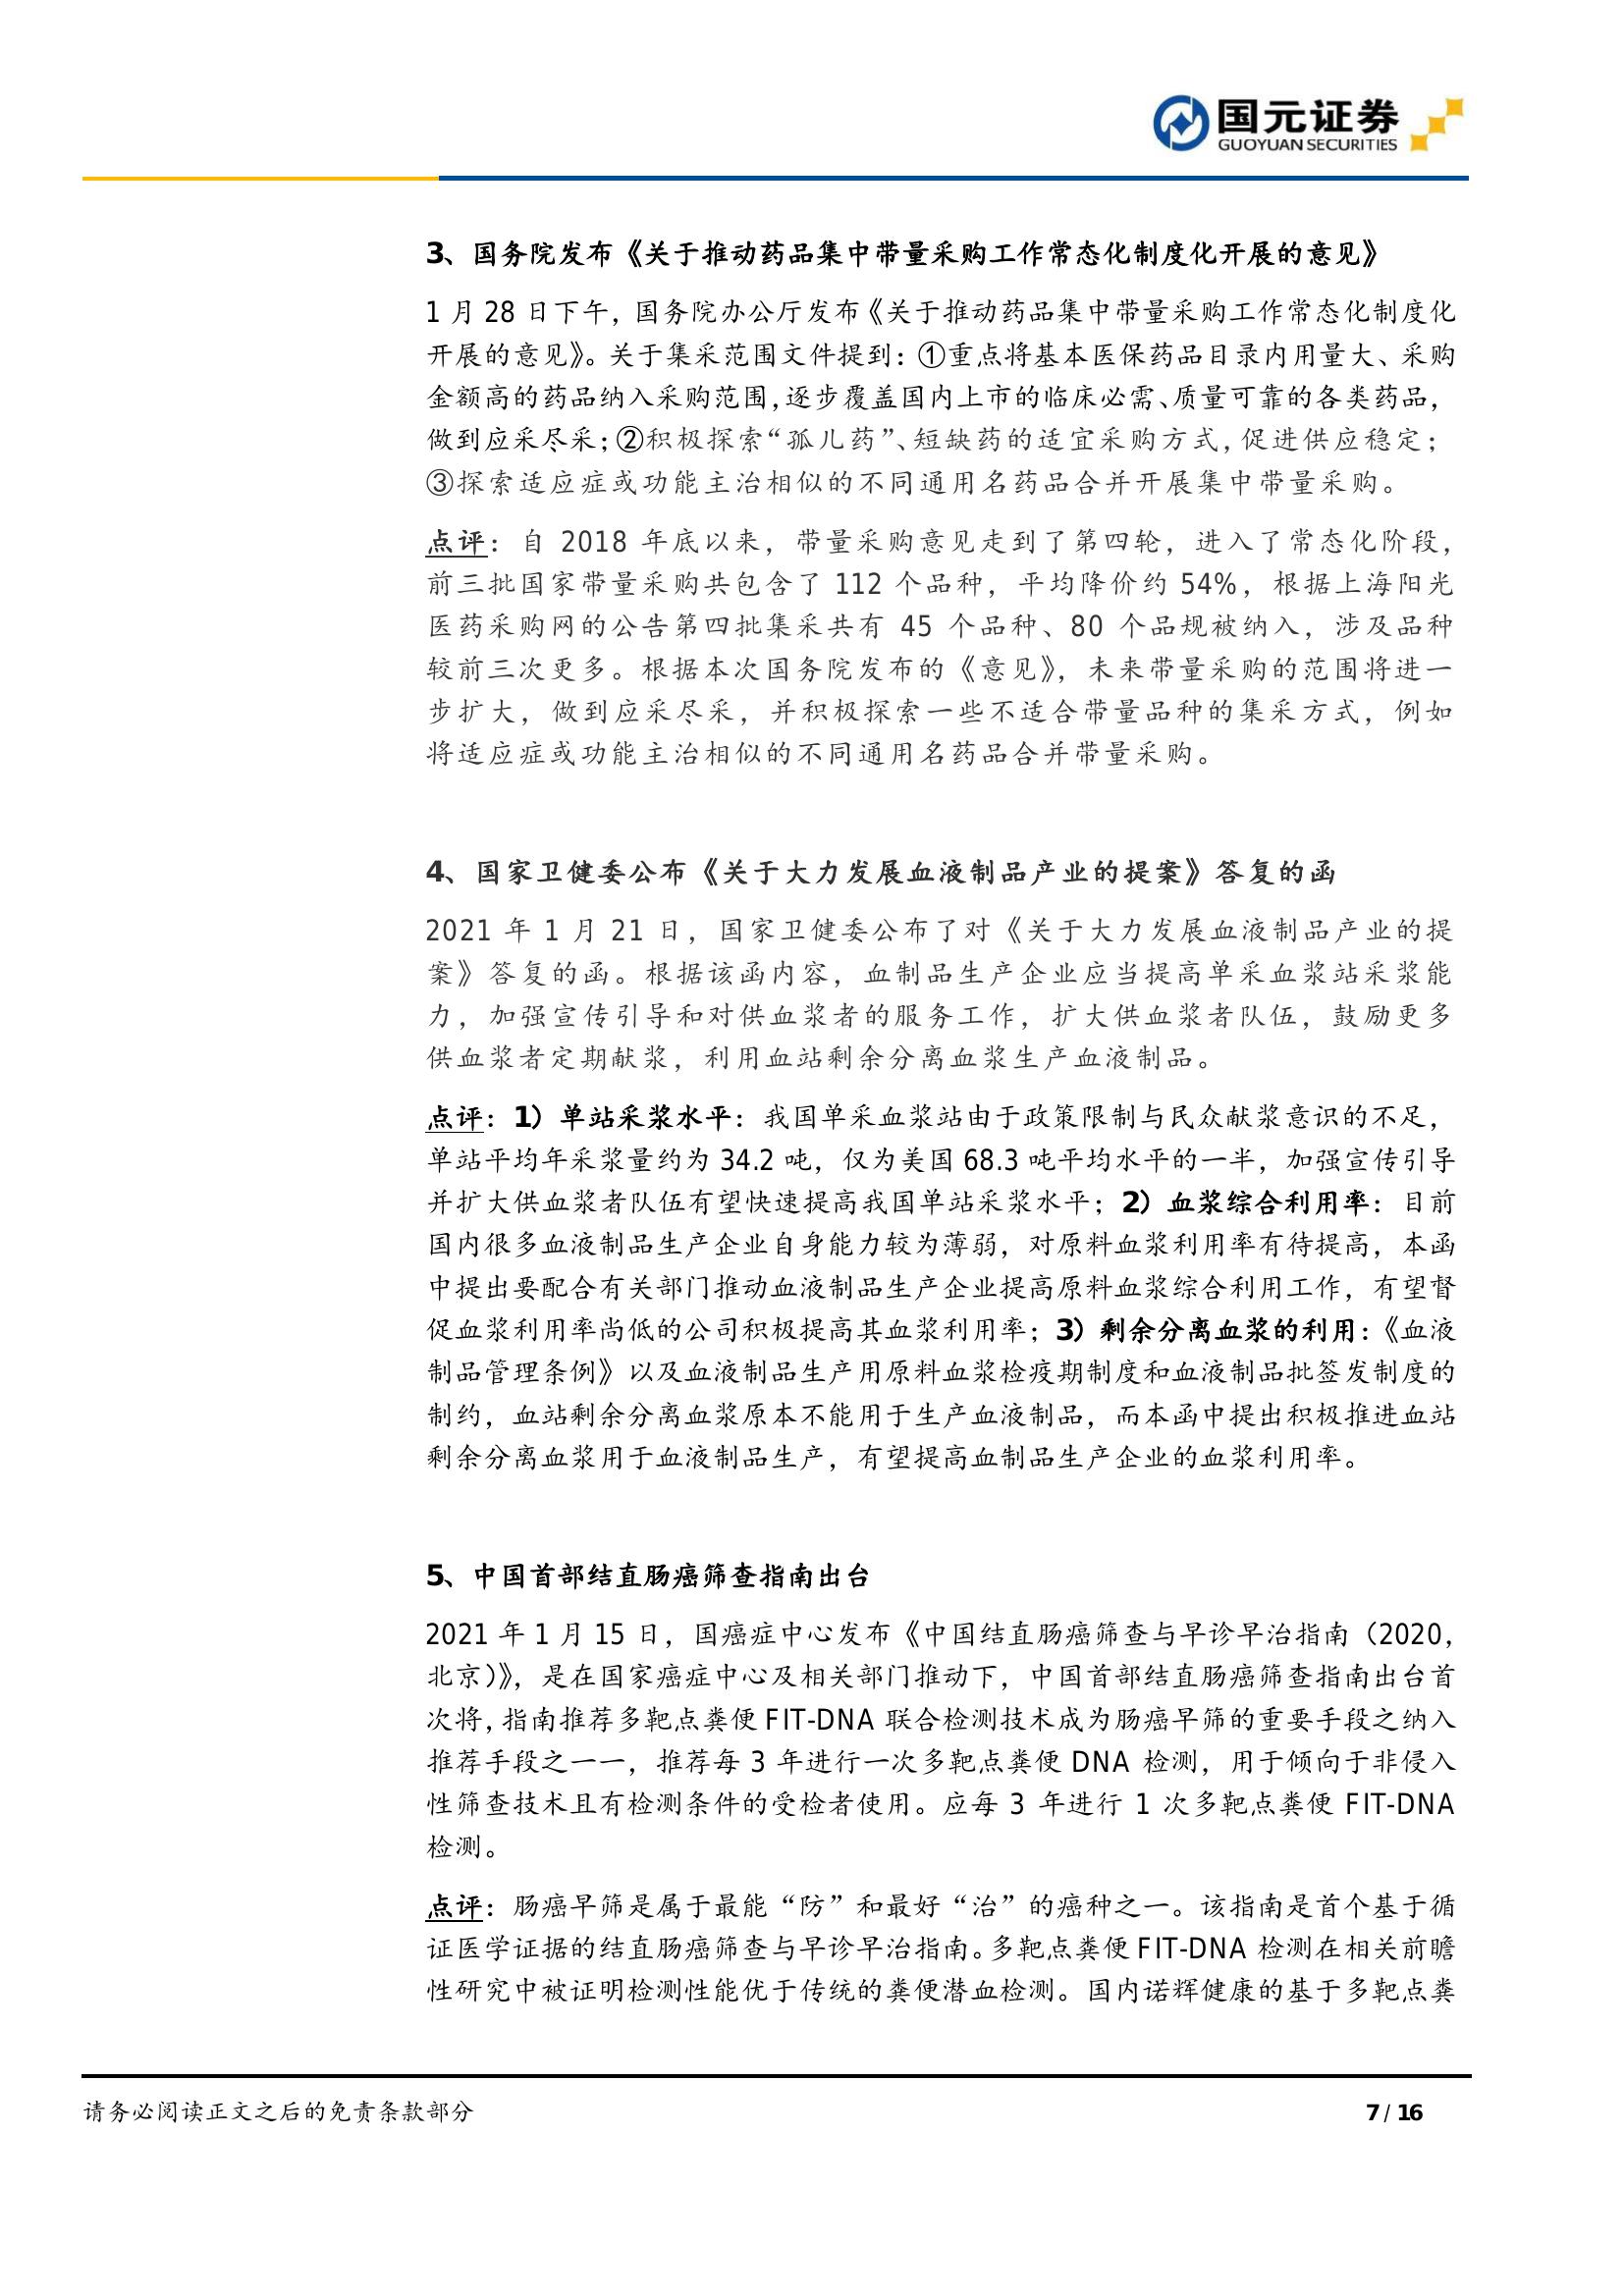 国元证券
GUOYUAN SECURITIES
3、国务院发布《关于推动药品集中带量采购工作常态化制度化开展的意见》
1 月 28 日下午，国务院办公厅发布《关于推动药品集中带量采购工作常态化制度化
开展的意见》。关于集采范围文件提到：①重点将基本医保药品目录内用量大、采购
金额高的药品纳入采购范围，逐步覆盖国内上市的临床必需、质量可靠的各类药品，
做到应采尽采；②积极探索“孤儿药”、短缺药的适宜采购方式，促进供应稳定；
③探索适应症或功能主治相似的不同通用名药品合并开展集中带量采购。
点评：自 2018 年底以来，带量采购意见走到了第四轮，进入了常态化阶段，
前三批国家带量采购共包含了 112 个品种，平均降价约 54%，根据上海阳光
医药采购网的公告第四批集采共有 45 个品种、80 个品规被纳入，涉及品种
较前三次更多。根据本次国务院发布的《意见》，未来带量采购的范围将进一
步扩大，做到应采尽采，并积极探索一些不适合带量品种的集采方式，例如
将适应症或功能主治相似的不同通用名药品合并带量采购。
4、国家卫健委公布《关于大力发展血液制品产业的提案》答复的函
2021 年 1 月 21 日，国家卫健委公布了对《关于大力发展血液制品产业的提
案》答复的函。根据该函内容，血制品生产企业应当提高单采血浆站采浆能
力，加强宣传引导和对供血浆者的服务工作，扩大供血浆者队伍，鼓励更多
供血浆者定期献浆，利用血站剩余分离血浆生产血液制品。
点评：1）单站采浆水平：我国单采血浆站由于政策限制与民众献浆意识的不足，
单站平均年采浆量约为 34.2 吨，仅为美国 68.3 吨平均水平的一半，加强宣传引导
并扩大供血浆者队伍有望快速提高我国单站采浆水平；2）血浆综合利用率：目前
国内很多血液制品生产企业自身能力较为薄弱，对原料血浆利用率有待提高，本函
中提出要配合有关部门推动血液制品生产企业提高原料血浆综合利用工作，有望督
促血浆利用率尚低的公司积极提高其血浆利用率；3）剩余分离血浆的利用：《血液
制品管理条例》以及血液制品生产用原料血浆检疫期制度和血液制品批签发制度的
制约，血站剩余分离血浆原本不能用于生产血液制品，而本函中提出积极推进血站
剩余分离血浆用于血液制品生产，有望提高血制品生产企业的血浆利用率。
5、中国首部结直肠癌筛查指南出台
2021 年 1 月 15 日，国癌症中心发布《中国结直肠癌筛查与早诊早治指南（2020，
北京）》，是在国家癌症中心及相关部门推动下，中国首部结直肠癌筛查指南出台首
次将，指南推荐多靶点粪便 FIT-DNA 联合检测技术成为肠癌早筛的重要手段之纳入
推荐手段之一一，推荐每 3 年进行一次多靶点粪便 DNA 检测，用于倾向于非侵入
性筛查技术且有检测条件的受检者使用。应每 3 年进行 1 次多靶点粪便 FIT-DNA
检测。
点评：肠癌早筛是属于最能“防”和最好“治”的癌种之一。该指南是首个基于循
证医学证据的结直肠癌筛查与早诊早治指南。多靶点粪便 FIT-DNA 检测在相关前瞻
性研究中被证明检测性能优于传统的粪便潜血检测。国内诺辉健康的基于多靶点粪
请务必阅读正文之后的免责条款部分
7 / 16